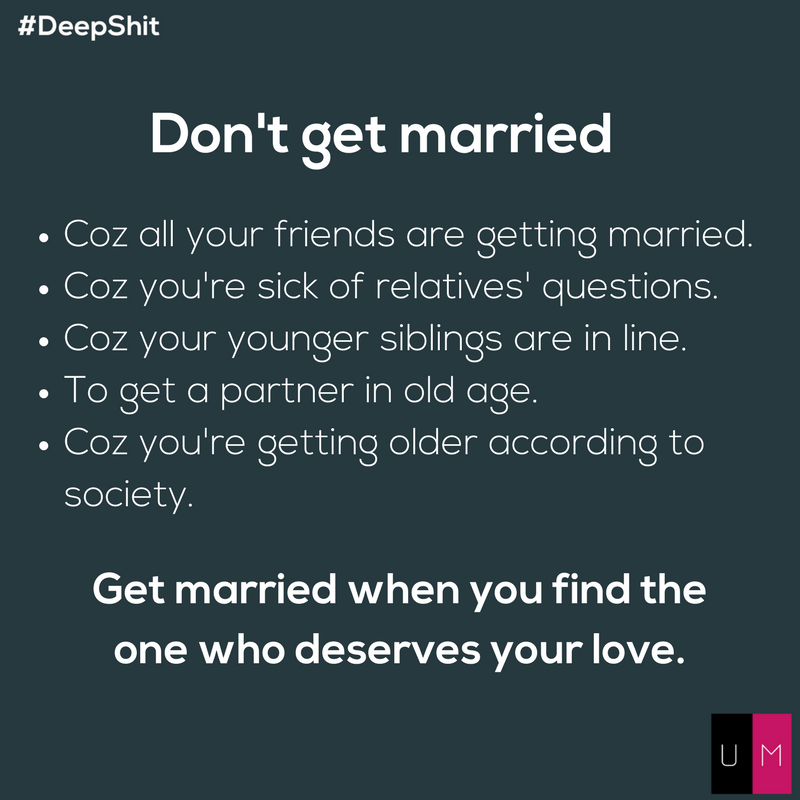 #DeepShit
Don't get married
• Coz all your friends are getting married.
• Coz you're sick of relatives' questions.
• Coz your younger siblings are in line.
• To get a partner in old age.
• Coz you're getting older according to
society.
Get married when you find the
one who deserves your love.
U M